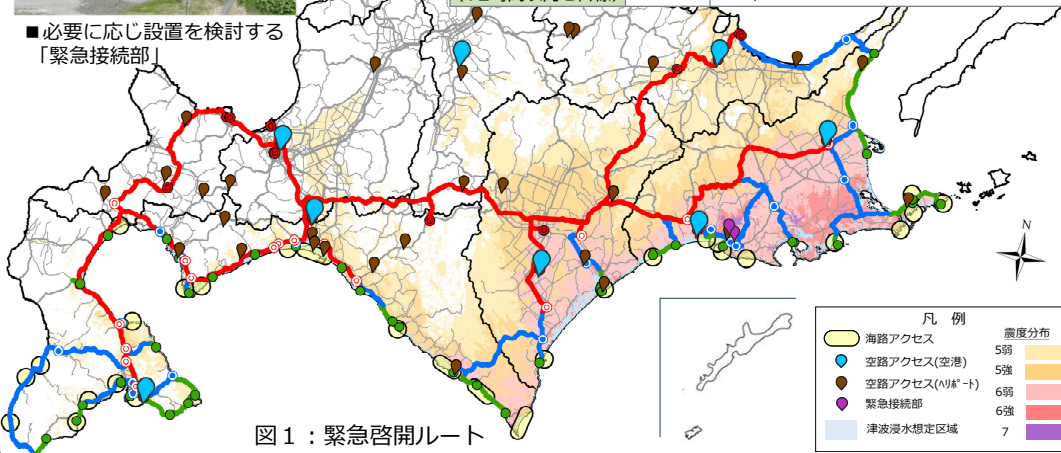 ■必要に応じ設置を検討する
「緊急接続部」
N
凡 例
海路アクセス
空路アクセス(空港)
空路アクセス(ﾍﾘﾎﾟｰﾄ)
緊急接続部
津波浸水想定区域
震度分布
5弱
5強
6弱
6強
7
図1：緊急啓開ルート